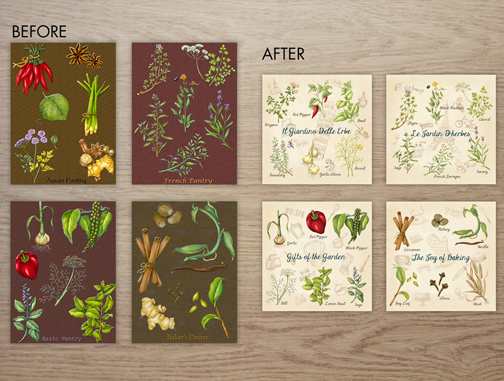 BEFORE
AFTER
Asian Pantry
French Pantry
Basic Pantry
Baker's Pantry
Oregano
Red Pepper
Basil
Il Giardino Delle Erbe
Rosemary
Garlic Cloves
Fennel
Thyme
Black Mustard
Chervil
Le Jardin D'herbes
Sage
French Tarragon
Savory
Garlic
Red Pepper
Black Pepper
Gifts of the Garden
Dill
Lemon Basil
Sage
Cinnamon
Nutmeg
Vanilla
The Joy of Baking
Bay Leaf
Cloves
Mint